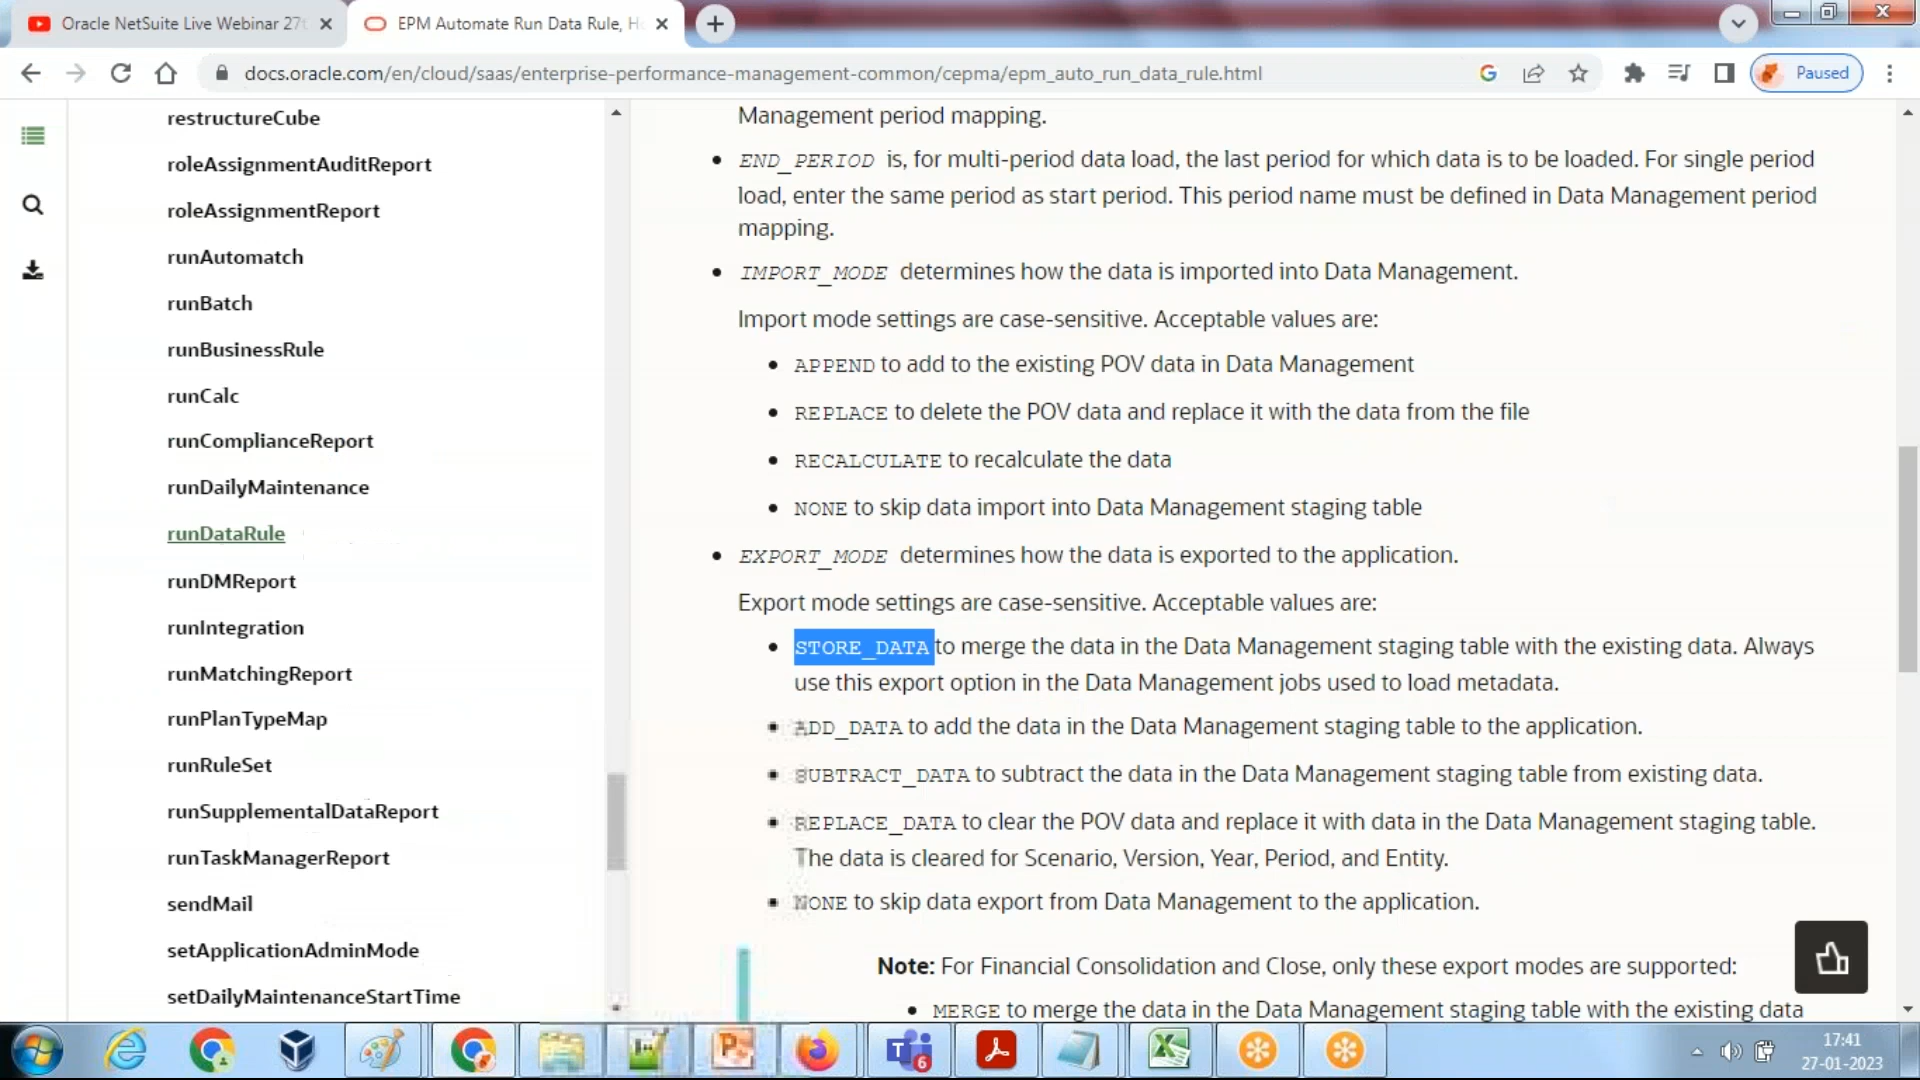 Oracle NetSuite Live Webinar 27
EPM Automate Run Data Rule, H
docs.oracle.com/en/cloud/saas/enterprise-performance-management-common/cepma/epm_auto_run_data_rule.html
Paused
restructureCube
roleAssignmentAuditReport
roleAssignmentReport
runAutomatch
runBatch
runBusinessRule
runCalc
runComplianceReport
runDailyMaintenance
runDataRule
runDMReport
runIntegration
runMatchingReport
runPlanTypeMap
runRuleSet
runSupplementalDataReport
runTaskManagerReport
sendMail
setApplicationAdminMode
setDailyMaintenanceStartTime
Management period mapping.
• END_PERIOD is, for multi-period data load, the last period for which data is to be loaded. For single period
load, enter the same period as start period. This period name must be defined in Data Management period
mapping.
• IMPORT_MODE determines how the data is imported into Data Management.
Import mode settings are case-sensitive. Acceptable values are:
• APPEND to add to the existing POV data in Data Management
• REPLACE to delete the POV data and replace it with the data from the file
• RECALCULATE to recalculate the data
• NONE to skip data import into Data Management staging table
• EXPORT_MODE determines how the data is exported to the application.
Export mode settings are case-sensitive. Acceptable values are:
• STORE_DATA to merge the data in the Data Management staging table with the existing data. Always
use this export option in the Data Management jobs used to load metadata.
• ADD_DATA to add the data in the Data Management staging table to the application.
• SUBTRACT_DATA to subtract the data in the Data Management staging table from existing data.
• REPLACE_DATA to clear the POV data and replace it with data in the Data Management staging table.
The data is cleared for Scenario, Version, Year, Period, and Entity.
• NONE to skip data export from Data Management to the application.
Note: For Financial Consolidation and Close, only these export modes are supported:
• MERGE to merge the data in the Data Management staging table with the existing data
6
17:41
27-01-2023